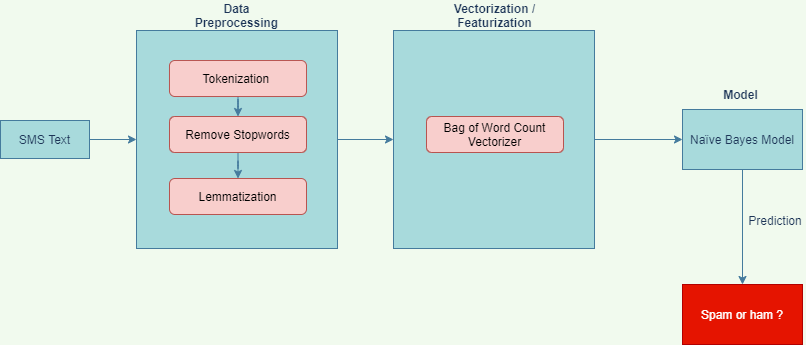 Data
Preprocessing
Vectorization /
Featurization
Tokenization
Model
SMS Text
Remove Stopwords
Bag of Word Count
Vectorizer
Naïve Bayes Model
Lemmatization
Prediction
Spam or ham ?